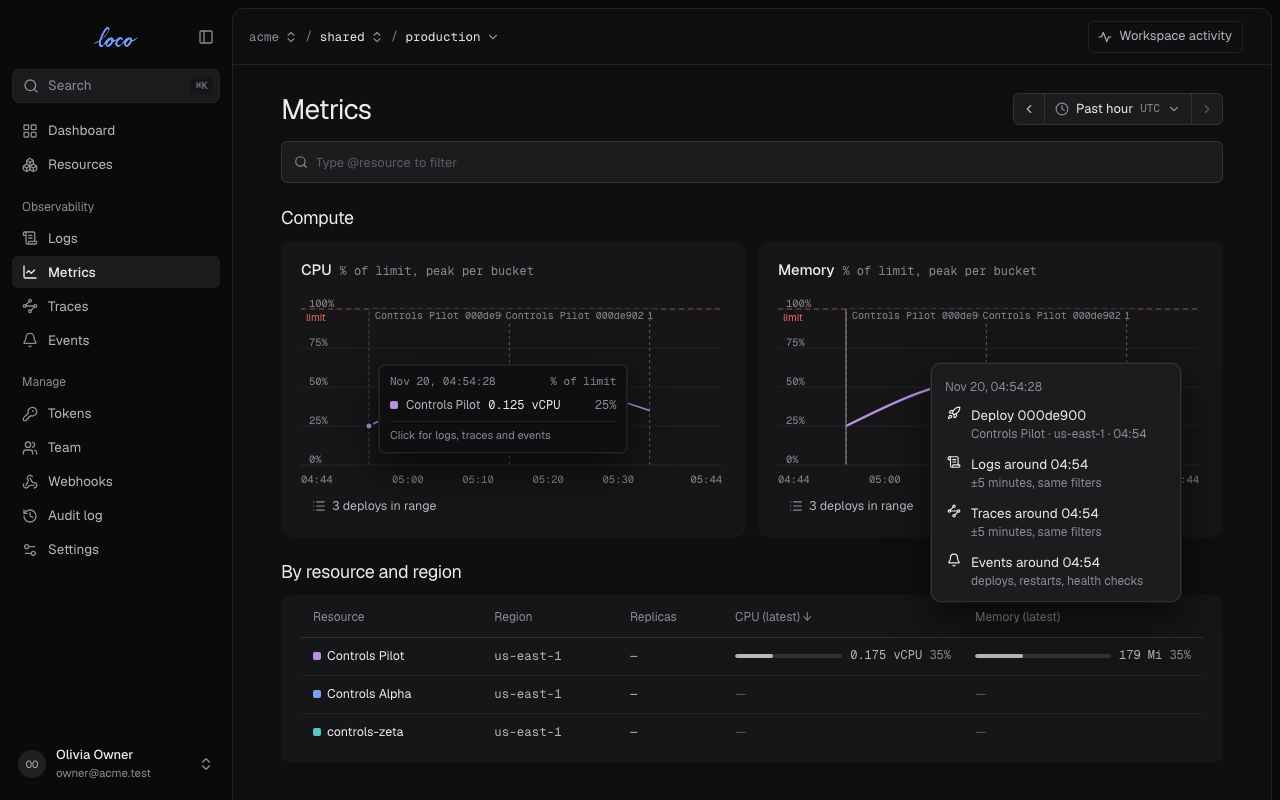 loco
acme / shared / production
Workspace activity
Search ⌘K
Dashboard
Resources
Observability
Logs
Metrics
Traces
Events
Manage
Tokens
Team
Webhooks
Audit log
Settings
OO
Olivia Owner
owner@acme.test
Metrics
Past hour UTC
Type @resource to filter
Compute
CPU % of limit, peak per bucket
100%
limit
Controls Pilot 000de9 Controls Pilot 000de902 1
75%
50%
25%
0%
04:44 05:00 05:10 05:20 05:30 05:44
Nov 20, 04:54:28 % of limit
Controls Pilot 0.125 vCPU 25%
Click for logs, traces and events
3 deploys in range
Memory % of limit, peak per bucket
100%
limit
Controls Pilot 000de9 Controls Pilot 000de902 1
75%
50%
25%
0%
04:44 05:00 :44
3 deploys in range
Nov 20, 04:54:28
Deploy 000de900
Controls Pilot · us-east-1 · 04:54
Logs around 04:54
±5 minutes, same filters
Traces around 04:54
±5 minutes, same filters
Events around 04:54
deploys, restarts, health checks
By resource and region
Resource Region Replicas CPU (latest) ↓ Memory (latest)
Controls Pilot us-east-1 — 0.175 vCPU 35% 179 Mi 35%
Controls Alpha us-east-1 — — —
controls-zeta us-east-1 — — —